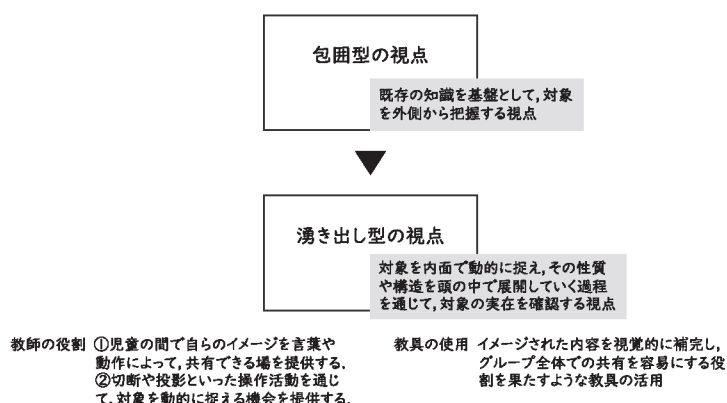 包囲型の視点
既存の知識を基盤として,対象
を外側から把握する視点
湧き出し型の視点
対象を内面で動的に捉え,その性質
や構造を頭の中で展開していく過程
を通じて,対象の実在を確認する視点
教師の役割 ①児童の間で自らのイメージを言葉や
動作によって,共有できる場を提供する.
②切断や投影といった操作活動を通じ
て,対象を動的に捉える機会を提供する.
教具の使用 イメージされた内容を視覚的に補完し,
グループ全体での共有を容易にする役
割を果たすような教具の活用